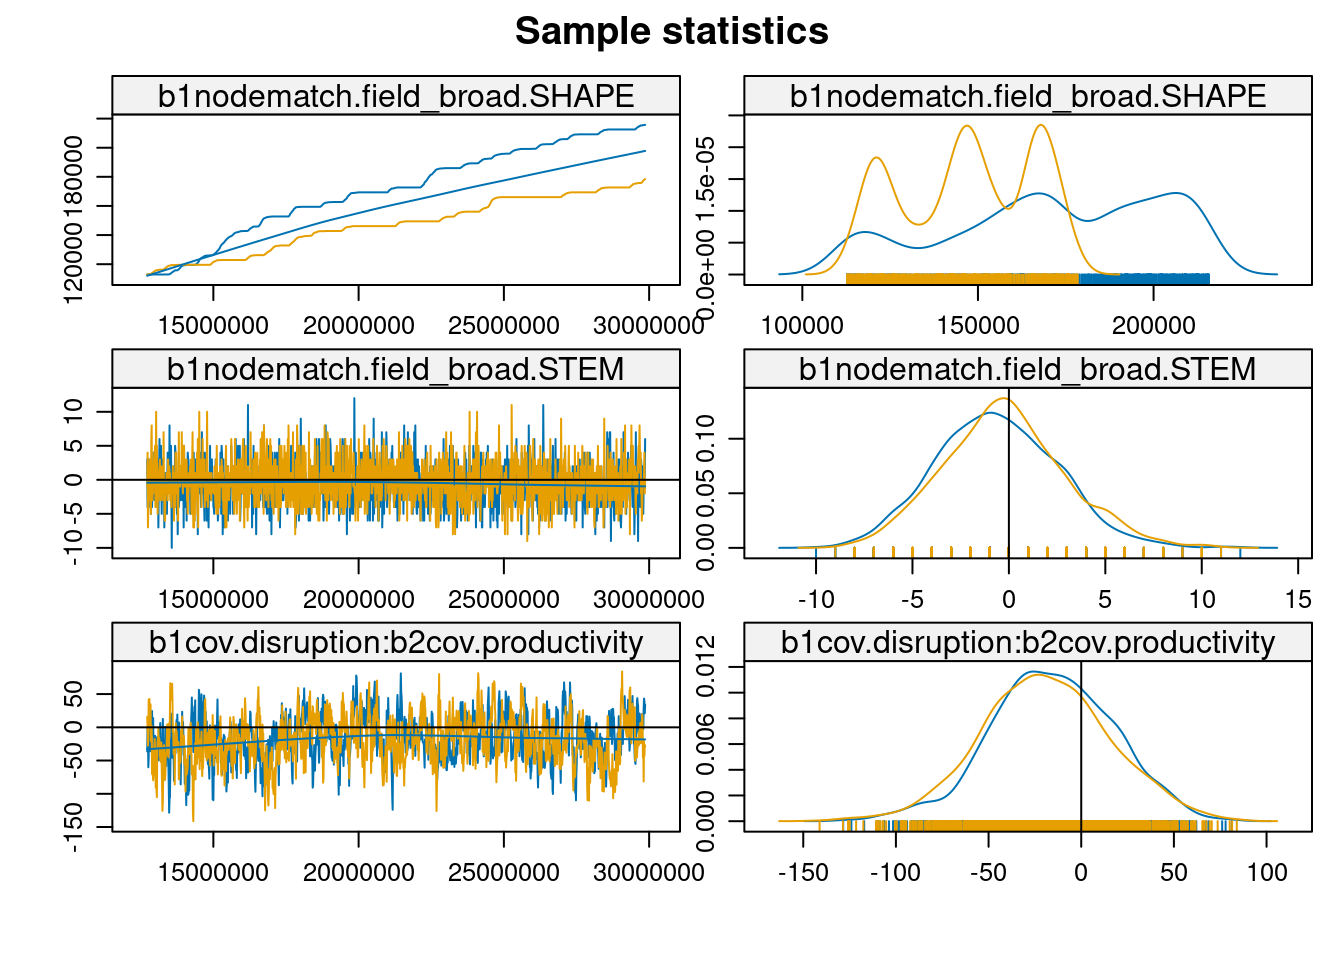 Sample statistics
b1nodematch.field_broad.SHAPE
b1nodematch.field_broad.SHAPE
120000 180000
15000000 20000000 25000000 30000000
0.0e+00 1.5e-05
100000 150000 200000
b1nodematch.field_broad.STEM
b1nodematch.field_broad.STEM
-10 -5 0 5 10
15000000 20000000 25000000 30000000
0.00 0.05 0.10
-10 -5 0 5 10 15
b1cov.disruption:b2cov.productivity
b1cov.disruption:b2cov.productivity
-150 -50 0 50
15000000 20000000 25000000 30000000
0.000 0.006 0.012
-150 -100 -50 0 50 100